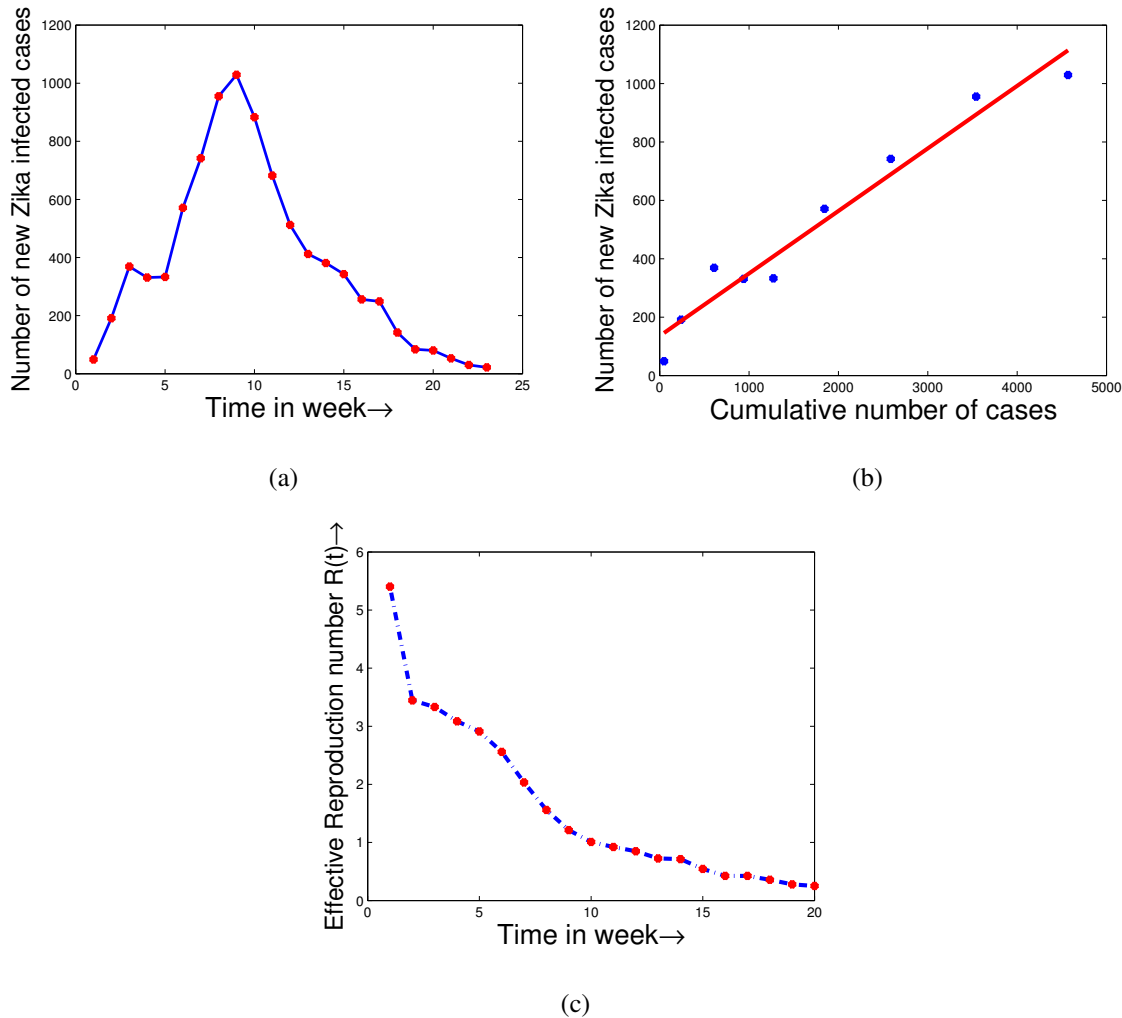 Number of new Zika infected cases
1200
1000
800
600
400
200
0
0 5 10 15 20 25
Time in week→
(a)
Number of new Zika infected cases
1200
1000
800
600
400
200
0
0 1000 2000 3000 4000 5000
Cumulative number of cases
(b)
Effective Reproduction number R(t)→
6
5
4
3
2
1
0
0 5 10 15 20
Time in week→
(c)